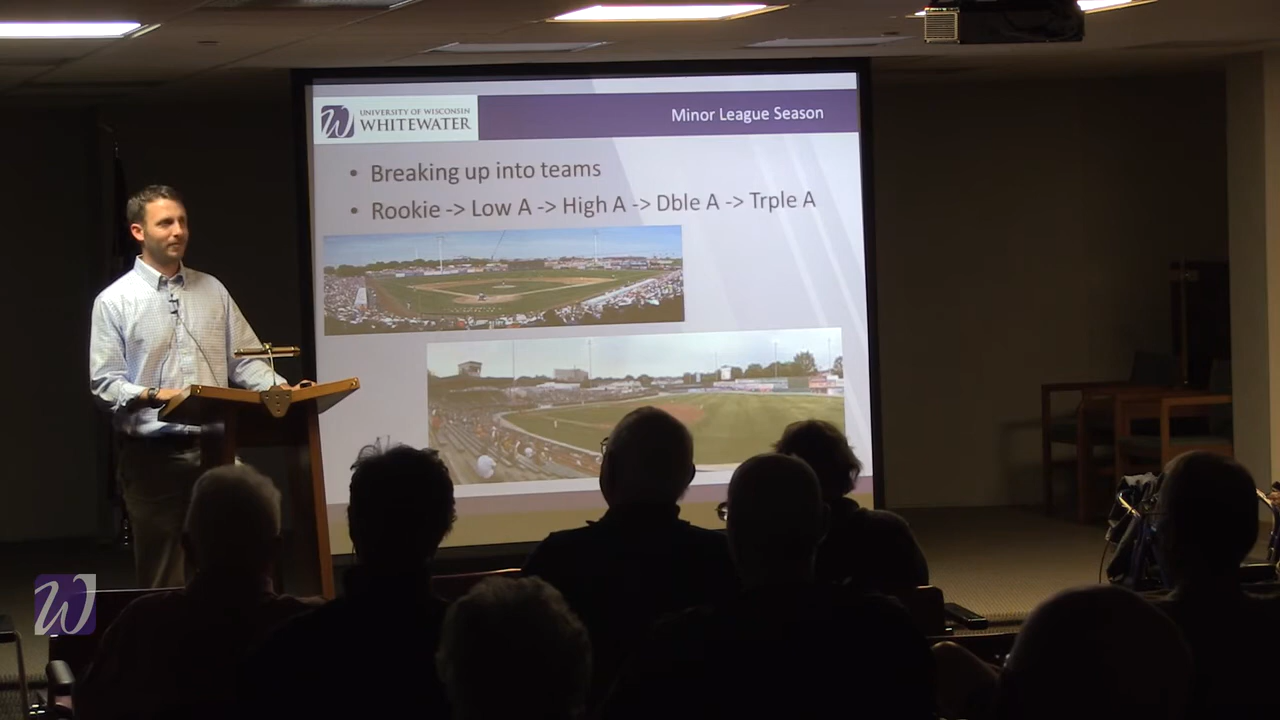 UNIVERSITY OF WISCONSIN
WHITEWATER
Minor League Season
• Breaking up into teams
• Rookie -> Low A -> High A -> Dble A -> Trple A
W